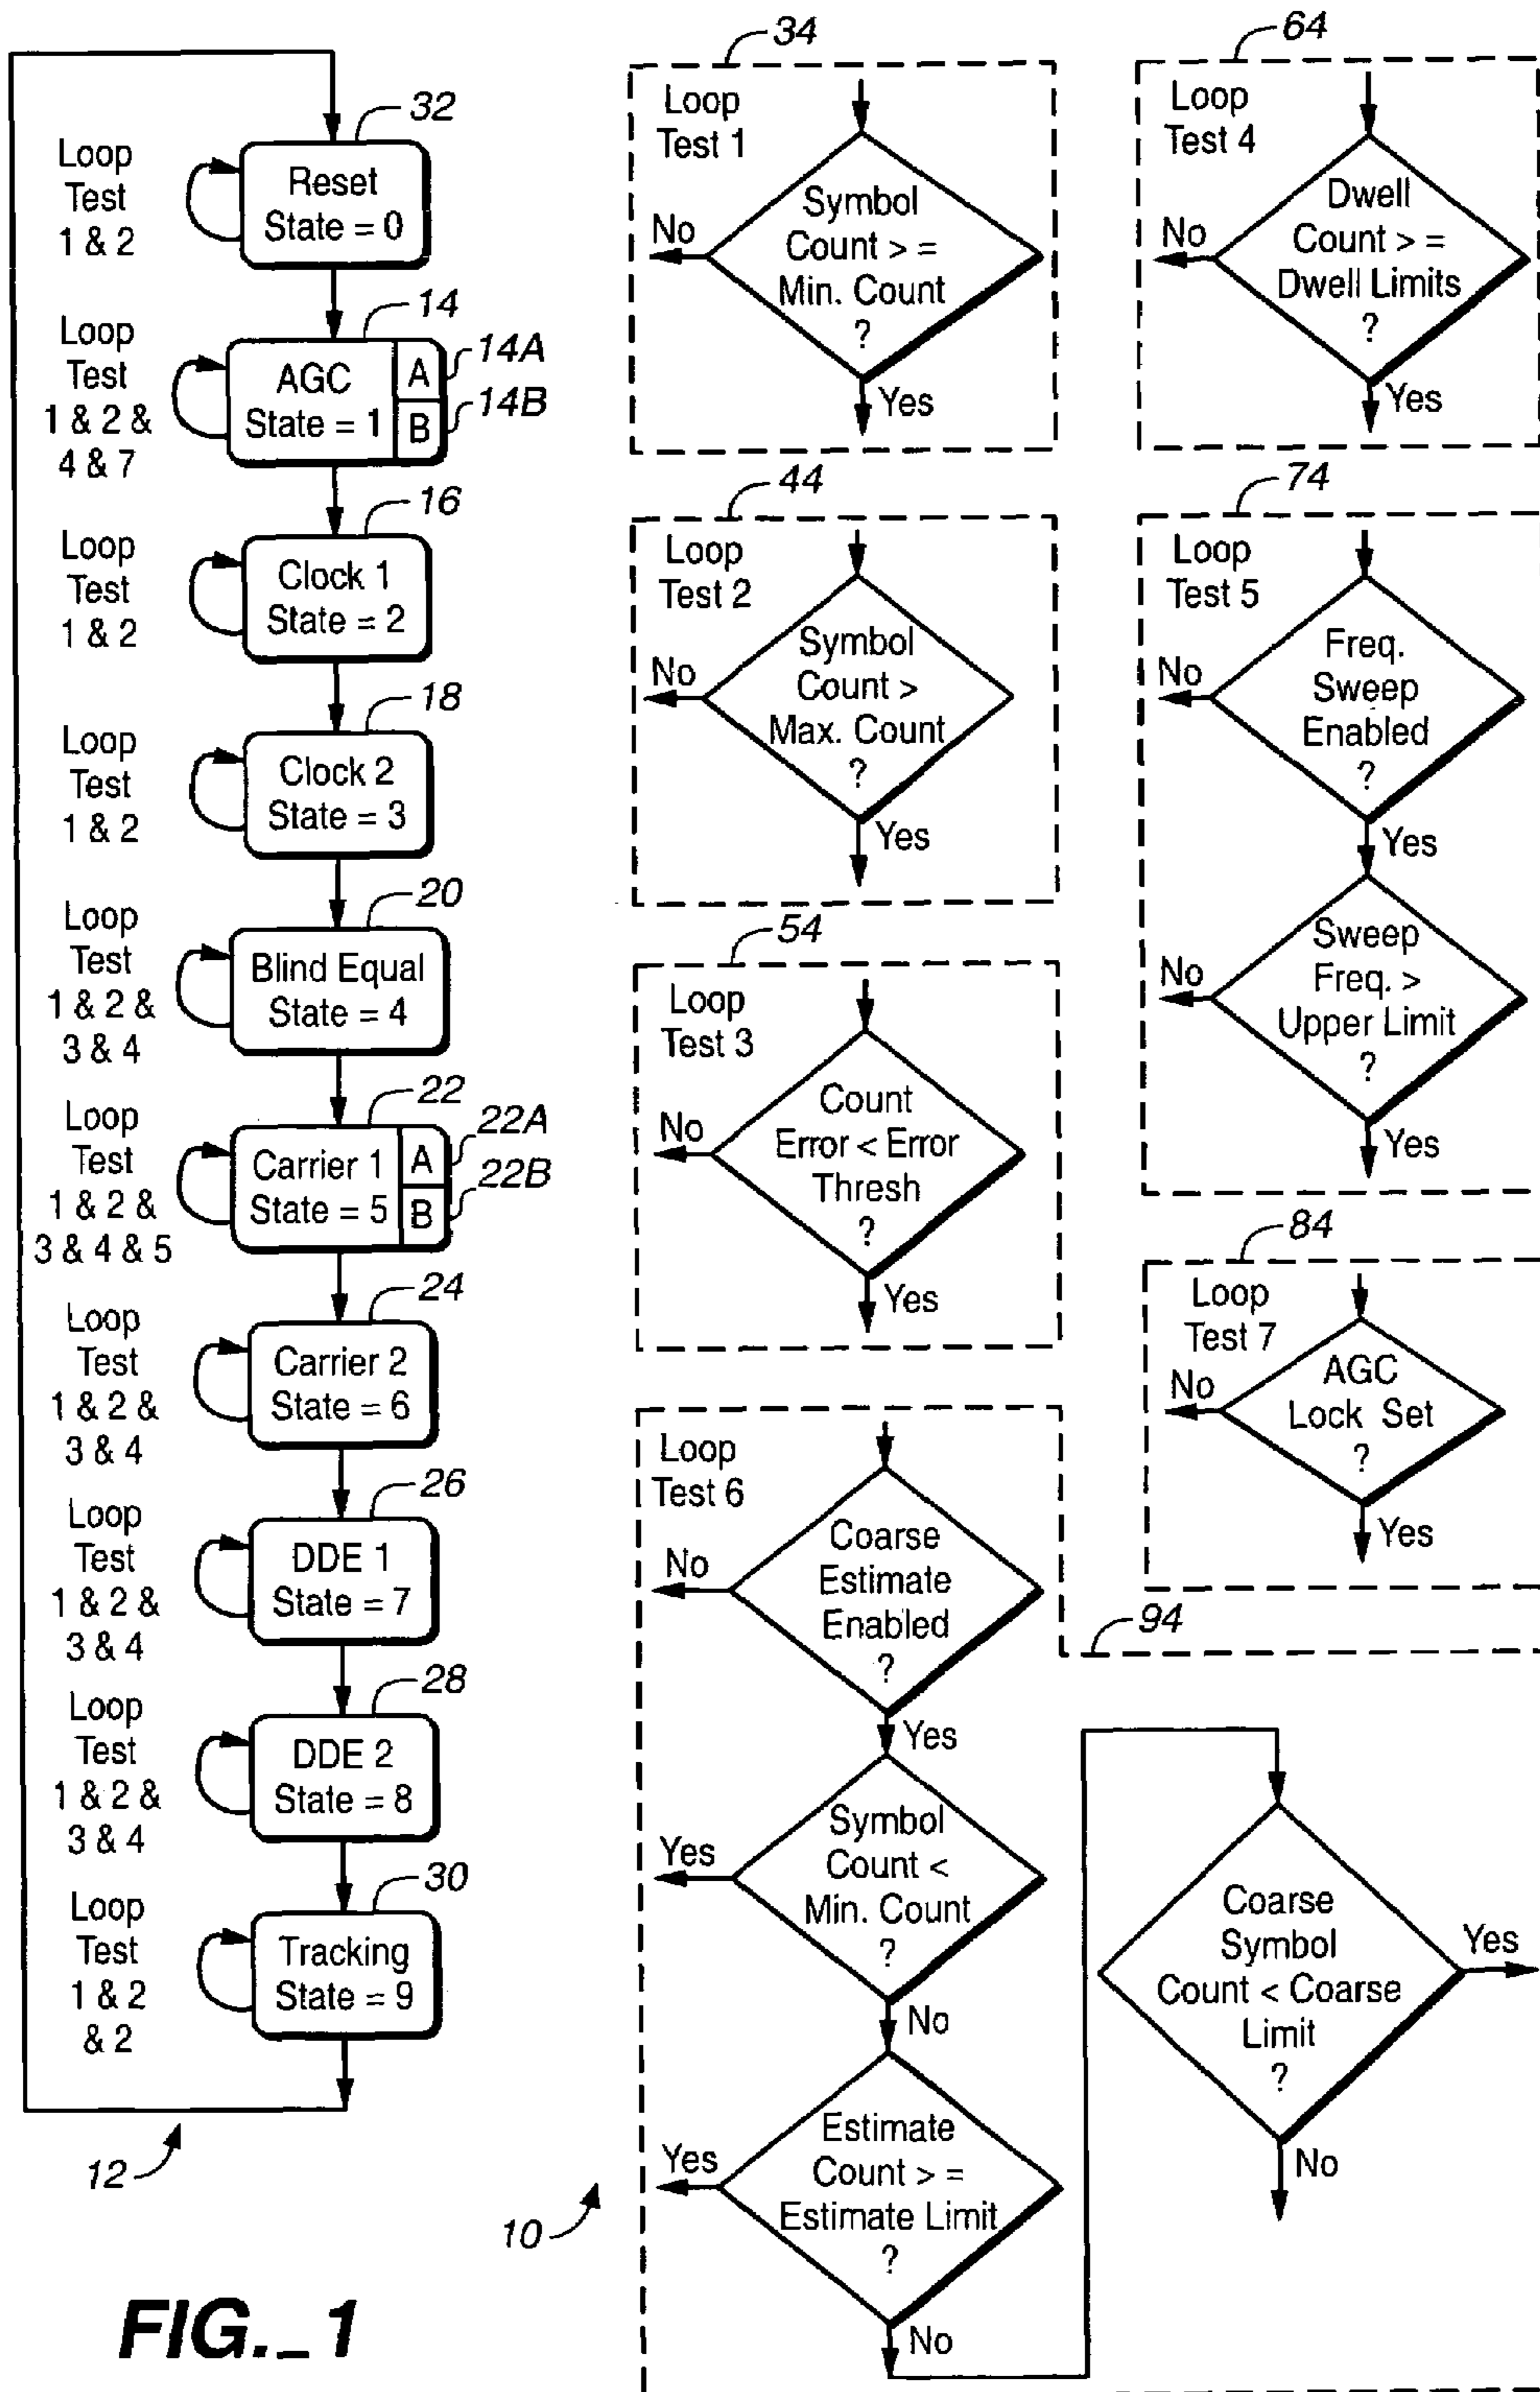 32
Loop
Test
1 & 2
Reset
State = 0
14
Loop
Test
1 & 2 &
4 & 7
AGC
State = 1
A
B
14A
14B
16
Loop
Test
1 & 2
Clock 1
State = 2
18
Loop
Test
1 & 2
Clock 2
State = 3
20
Loop
Test
1 & 2 &
3 & 4
Blind Equal
State = 4
22
Loop
Test
1 & 2 &
3 & 4 & 5
Carrier 1
State = 5
A
B
22A
22B
24
Loop
Test
1 & 2 &
3 & 4
Carrier 2
State = 6
26
Loop
Test
1 & 2 &
3 & 4
DDE 1
State = 7
28
Loop
Test
1 & 2 &
3 & 4
DDE 2
State = 8
30
Loop
Test
1 & 2
& 2
Tracking
State = 9
12
34
Loop
Test 1
Symbol
Count > =
Min. Count
?
No
Yes
44
Loop
Test 2
Symbol
Count >
Max. Count
?
No
Yes
54
Loop
Test 3
Count
Error < Error
Thresh
?
No
Yes
64
Loop
Test 4
Dwell
Count > =
Dwell Limits
?
No
Yes
74
Loop
Test 5
Freq.
Sweep
Enabled
?
No
Yes
Sweep
Freq. >
Upper Limit
?
No
Yes
84
Loop
Test 7
AGC
Lock Set
?
No
Yes
94
Loop
Test 6
Coarse
Estimate
Enabled
?
No
Yes
Symbol
Count <
Min. Count
?
Yes
No
Estimate
Count > =
Estimate Limit
?
Yes
No
Coarse
Symbol
Count < Coarse
Limit
?
Yes
No
10
FIG._1